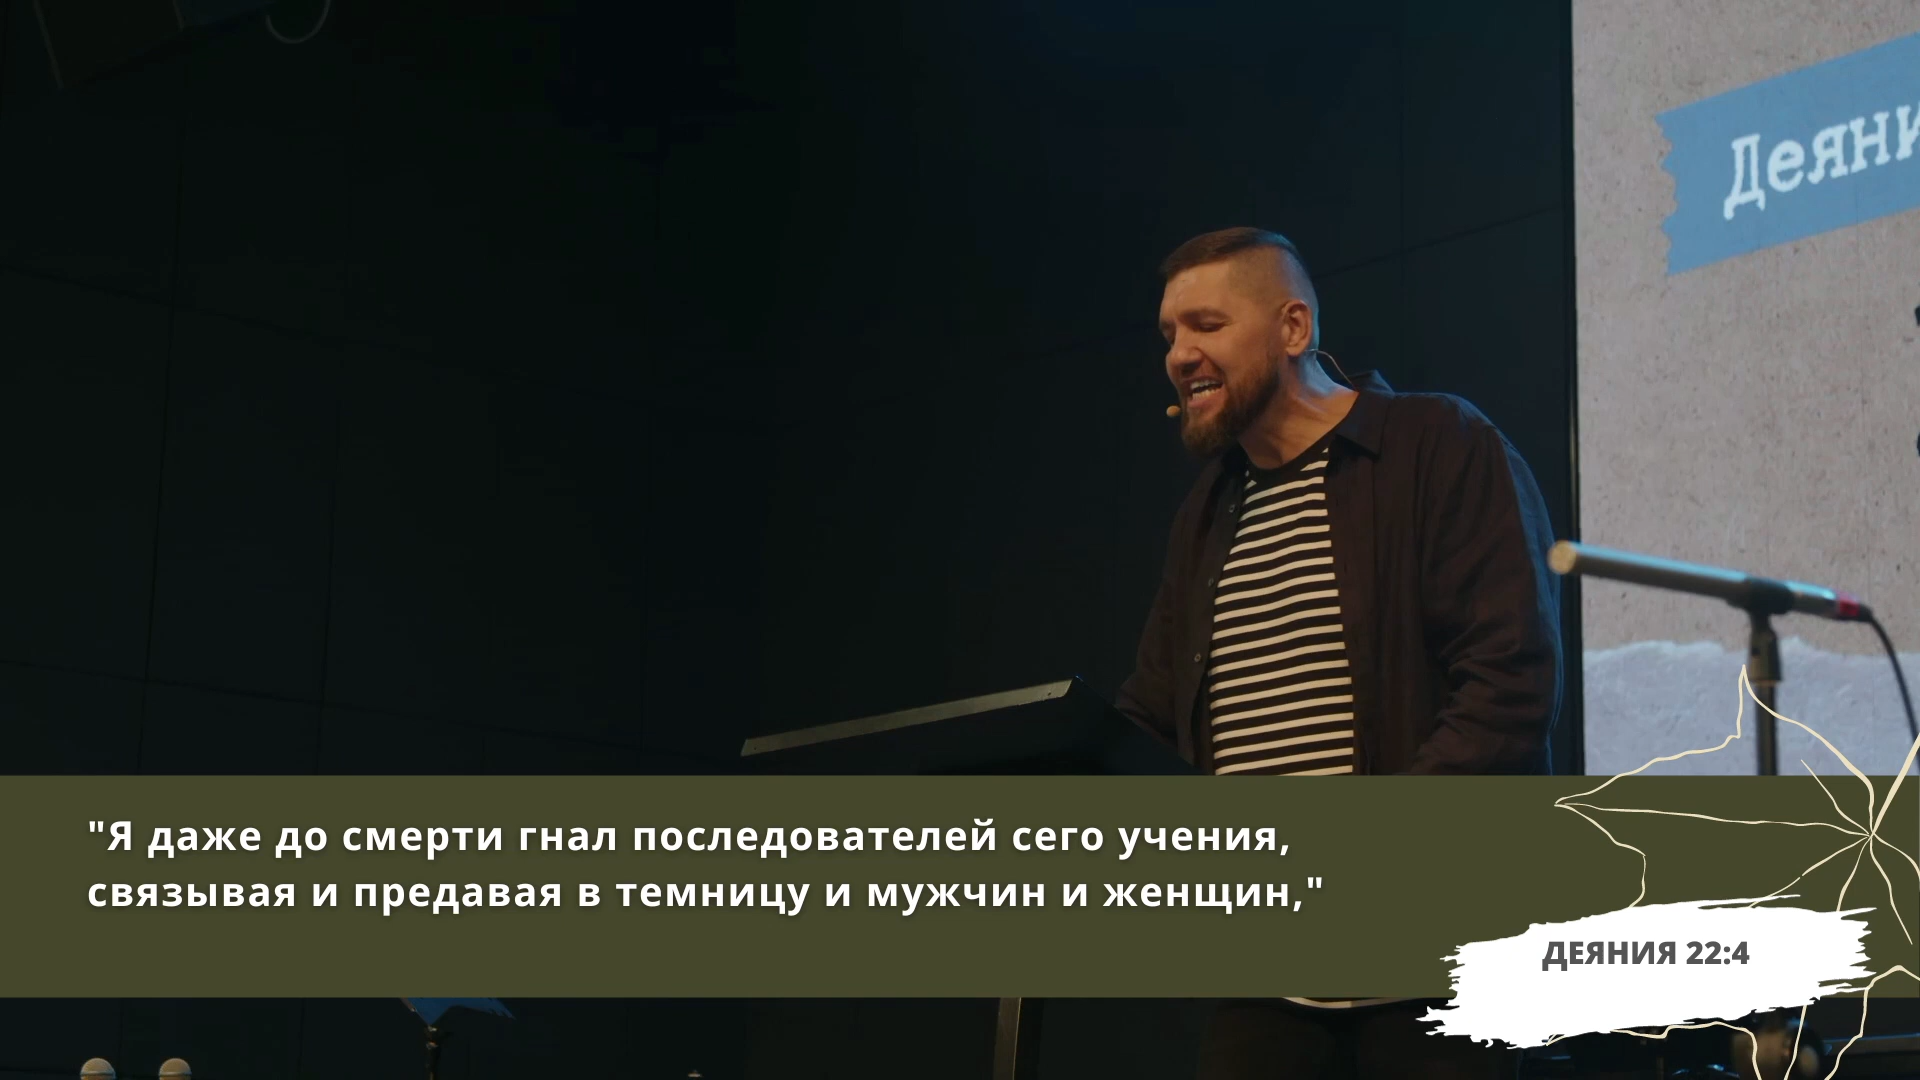 Деяни
"Я даже до смерти гнал последователей сего учения,
связывая и предавая в темницу и мужчин и женщин,"
ДЕЯНИЯ 22:4